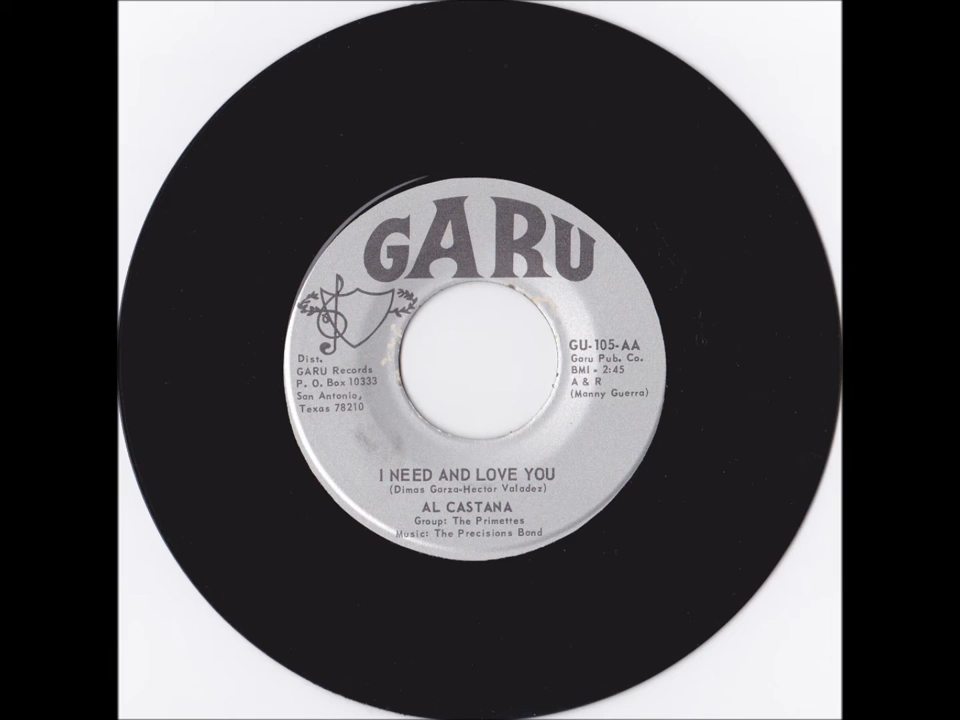 GARU
Dist.
GARU Records
P. O. Box 10333
San Antonio,
Texas 78210
GU-105-AA
Garu Pub. Co.
BMI - 2:45
A & R
(Manny Guerra)
I NEED AND LOVE YOU
(Dimas Garza-Hector Valadez)
AL CASTANA
Group: The Primettes
Music: The Precisions Band